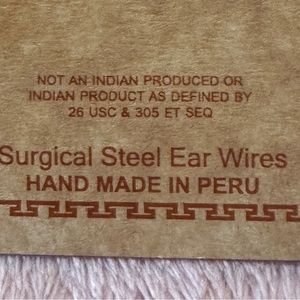 NOT AN INDIAN PRODUCED OR
INDIAN PRODUCT AS DEFINED BY
26 USC & 305 ET SEQ
Surgical Steel Ear Wires
HAND MADE IN PERU